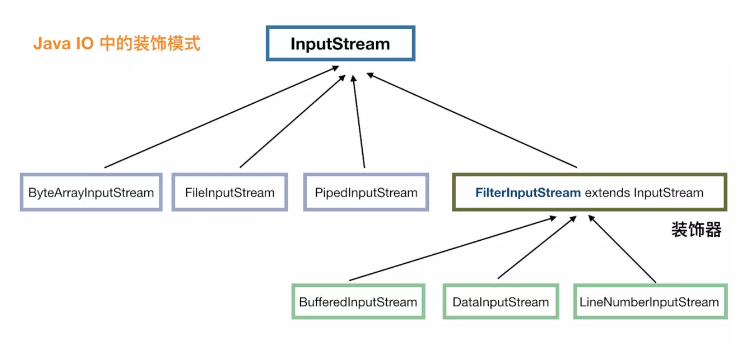 Java IO 中的装饰模式
InputStream
ByteArrayInputStream
FileInputStream
PipedInputStream
FilterInputStream extends InputStream
装饰器
BufferedInputStream
DataInputStream
LineNumberInputStream